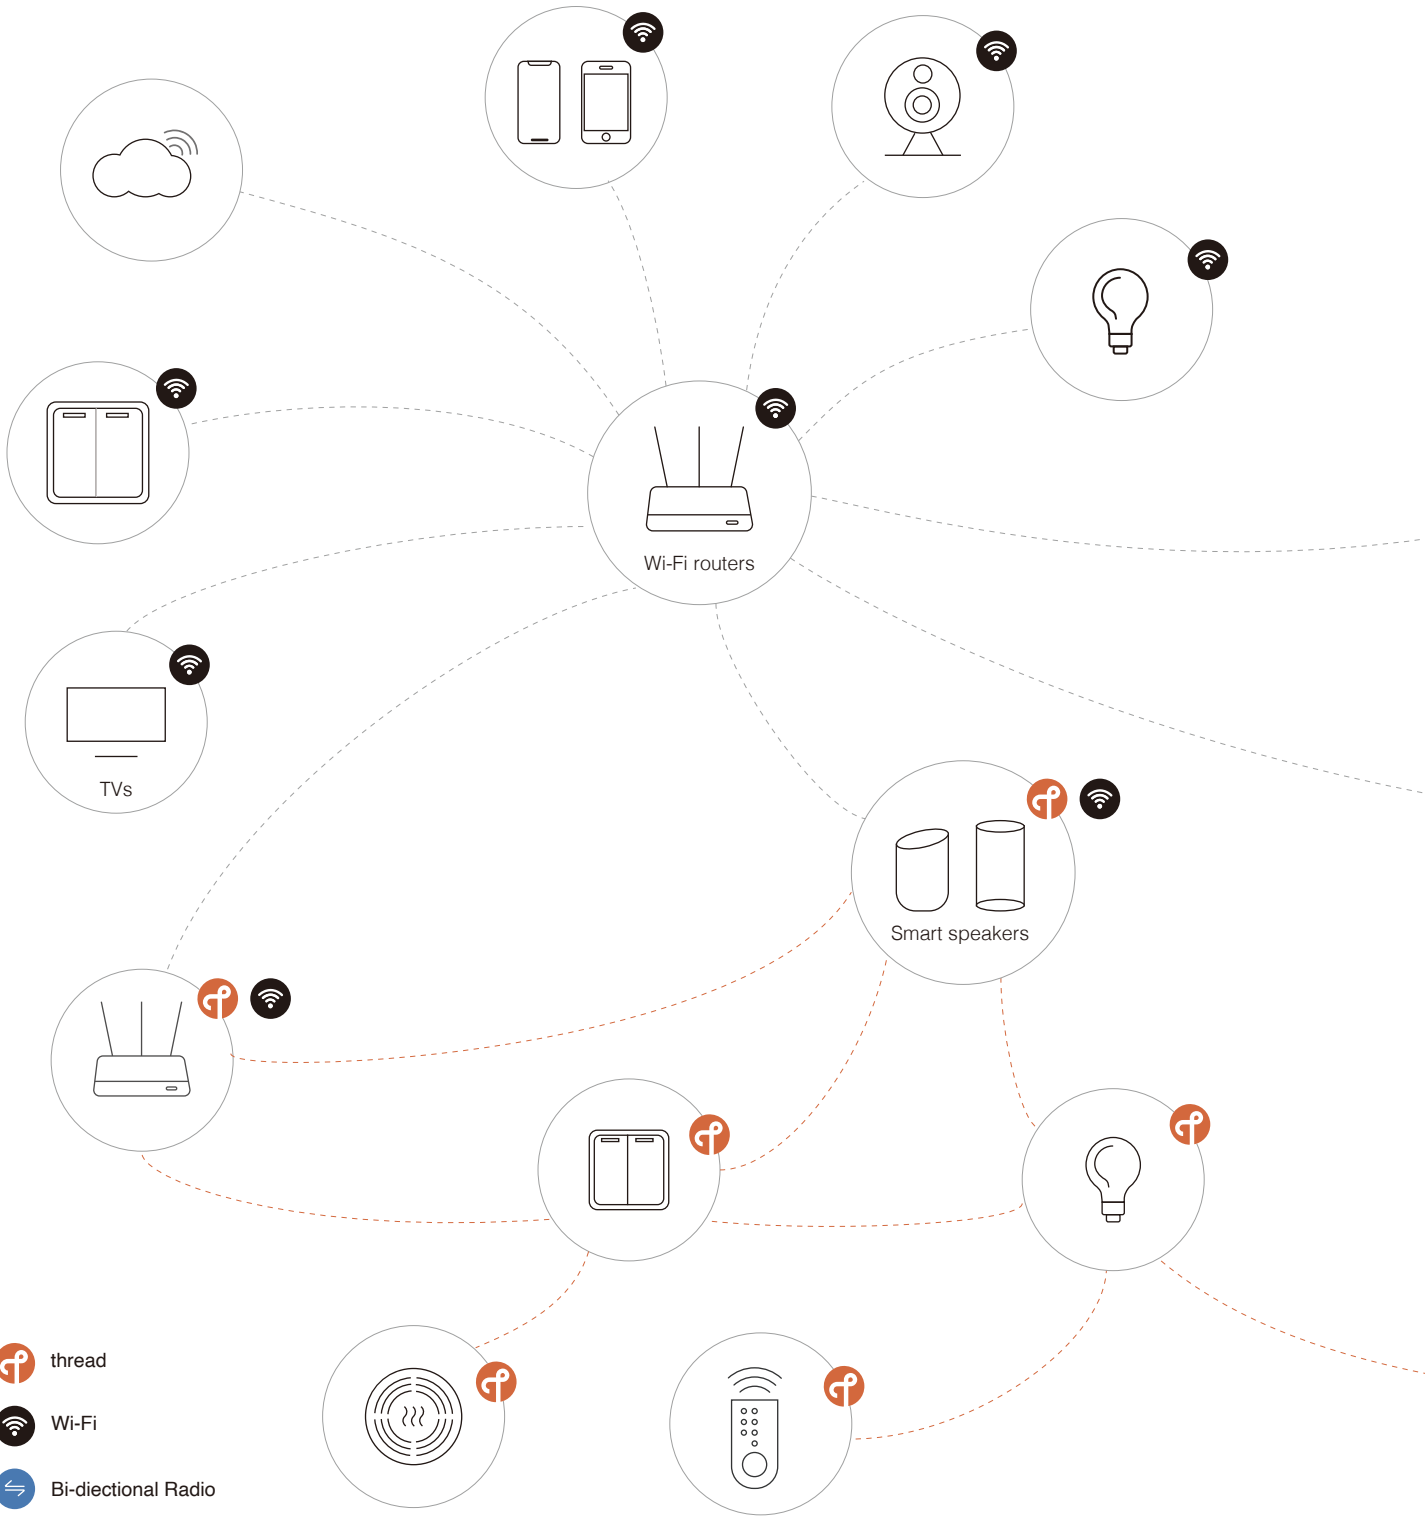 Wi-Fi routers
TVs
Smart speakers
thread
Wi-Fi
Bi-diectional Radio